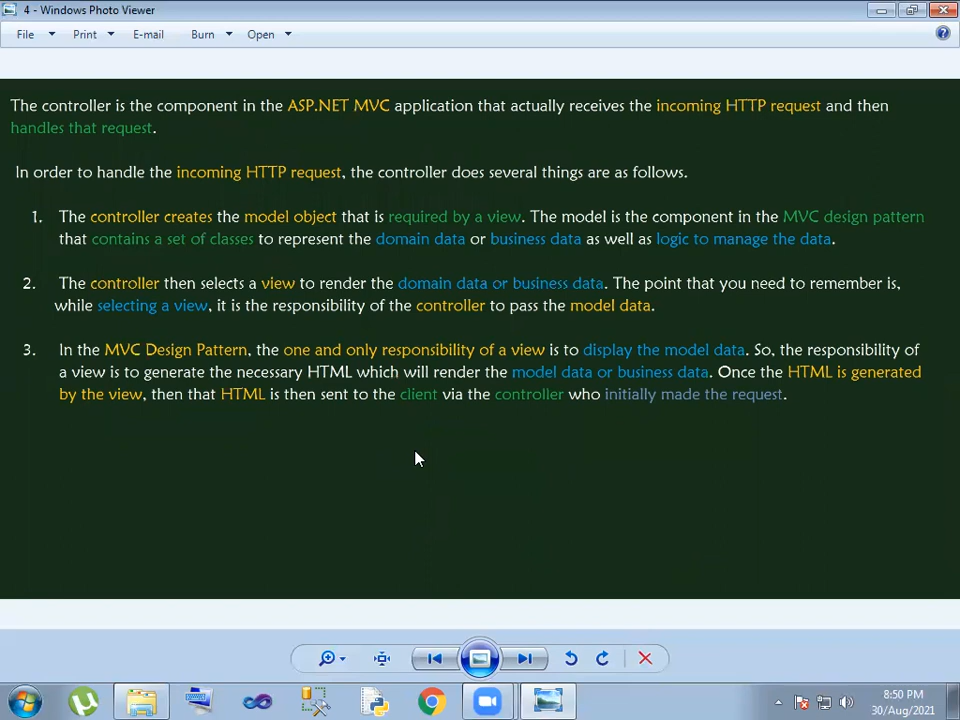 4 - Windows Photo Viewer
File Print E-mail Burn Open
The controller is the component in the ASP.NET MVC application that actually receives the incoming HTTP request and then
handles that request.
In order to handle the incoming HTTP request, the controller does several things are as follows.
1. The controller creates the model object that is required by a view. The model is the component in the MVC design pattern
that contains a set of classes to represent the domain data or business data as well as logic to manage the data.
2. The controller then selects a view to render the domain data or business data. The point that you need to remember is,
while selecting a view, it is the responsibility of the controller to pass the model data.
3. In the MVC Design Pattern, the one and only responsibility of a view is to display the model data. So, the responsibility of
a view is to generate the necessary HTML which will render the model data or business data. Once the HTML is generated
by the view, then that HTML is then sent to the client via the controller who initially made the request.
8:50 PM
30/Aug/2021